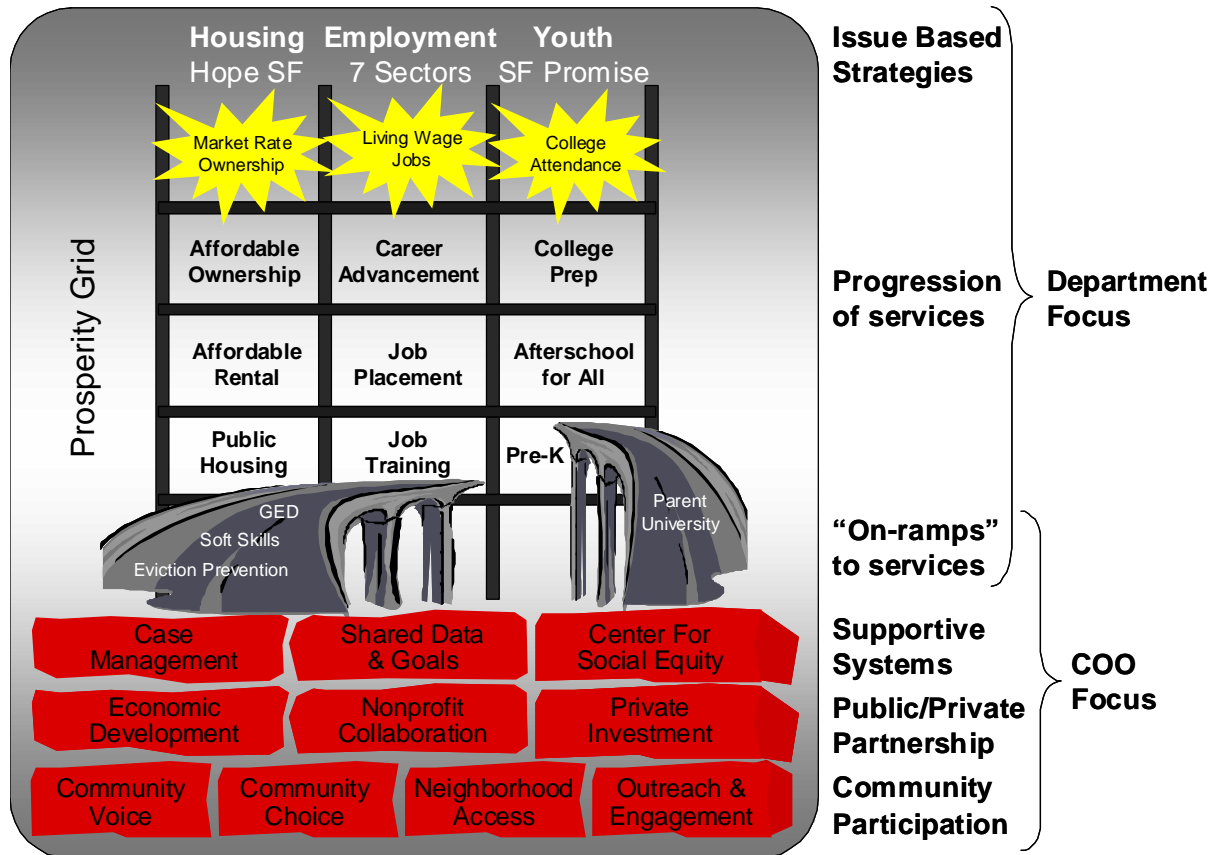 Housing Employment Youth
Hope SF 7 Sectors SF Promise
Issue Based
Strategies
Market Rate
Ownership
Living Wage
Jobs
College
Attendance
Prosperity Grid
Affordable
Ownership
Career
Advancement
College
Prep
Progression
of services
Department
Focus
Affordable
Rental
Job
Placement
Afterschool
for All
Public
Housing
Job
Training
Pre-K
GED
Soft Skills
Eviction Prevention
Parent
University
“On-ramps”
to services
Case
Management
Shared Data
& Goals
Center For
Social Equity
Supportive
Systems
COO
Focus
Economic
Development
Nonprofit
Collaboration
Private
Investment
Public/Private
Partnership
Community
Voice
Community
Choice
Neighborhood
Access
Outreach &
Engagement
Community
Participation